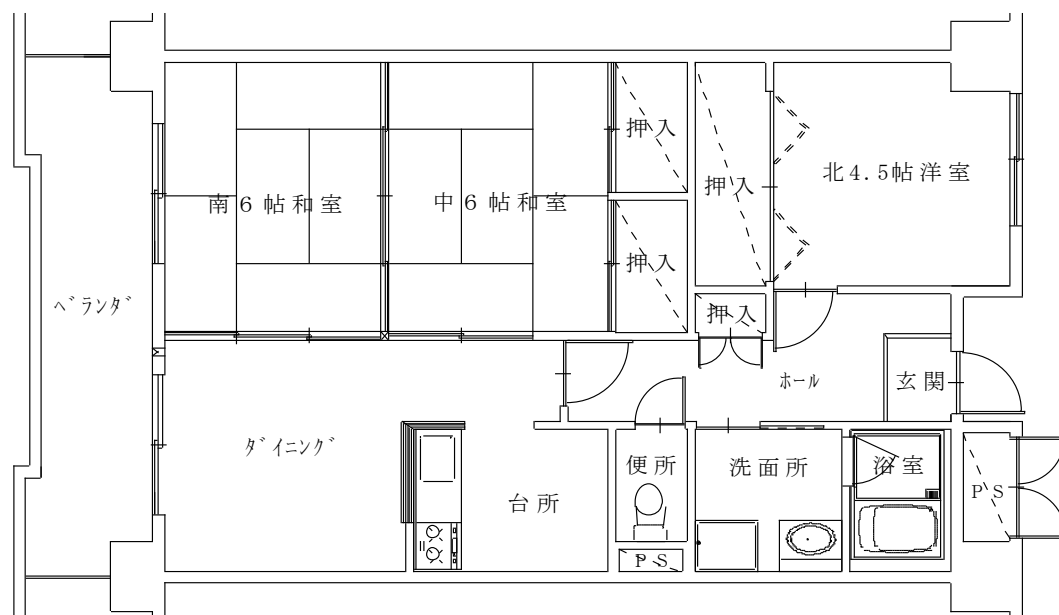 押入
押入
北4.5帖洋室
南6帖和室
中6帖和室
押入
ベランダ
押入
ホール
玄関
ダイニング
便所
洗面所
浴室
台所
PS
PS